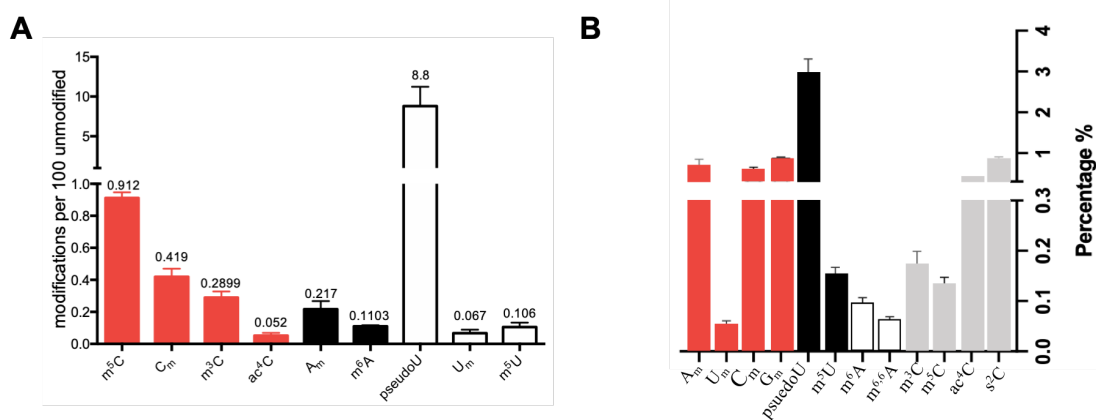 A
modifications per 100 unmodified
15
10
5
1.0
0.8
0.6
0.4
0.2
0.0
0.912
0.419
0.2899
0.052
0.217
0.1103
8.8
0.067
0.106
m⁵C
Cₘ
m³C
ac⁴C
Aₘ
m⁶A
pseudoU
Uₘ
m⁵U
B
4
3
2
1
0.3
0.2
0.1
0.0
Percentage %
Aₘ
Uₘ
Cₘ
Gₘ
psuedoU
m⁵U
m⁶A
m⁶,⁶A
m³C
m⁵C
ac⁴C
s²C